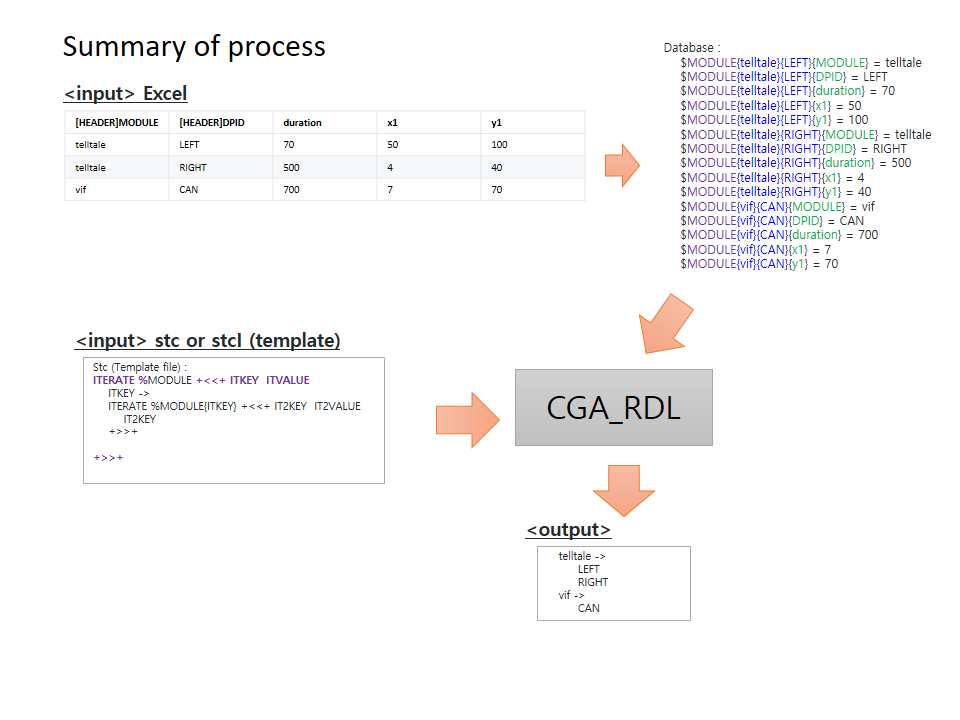 Summary of process
<input> Excel
[HEADER]MODULE [HEADER]DPID duration x1 y1
telltale LEFT 70 50 100
telltale RIGHT 500 4 40
vif CAN 700 7 70
Database :
$MODULE{telltale}{LEFT}{MODULE} = telltale
$MODULE{telltale}{LEFT}{DPID} = LEFT
$MODULE{telltale}{LEFT}{duration} = 70
$MODULE{telltale}{LEFT}{x1} = 50
$MODULE{telltale}{LEFT}{y1} = 100
$MODULE{telltale}{RIGHT}{MODULE} = telltale
$MODULE{telltale}{RIGHT}{DPID} = RIGHT
$MODULE{telltale}{RIGHT}{duration} = 500
$MODULE{telltale}{RIGHT}{x1} = 4
$MODULE{telltale}{RIGHT}{y1} = 40
$MODULE{vif}{CAN}{MODULE} = vif
$MODULE{vif}{CAN}{DPID} = CAN
$MODULE{vif}{CAN}{duration} = 700
$MODULE{vif}{CAN}{x1} = 7
$MODULE{vif}{CAN}{y1} = 70
<input> stc or stcl (template)
Stc (Template file) :
ITERATE %MODULE +<<+ ITKEY ITVALUE
ITKEY ->
ITERATE %MODULE{ITKEY} +<<+ IT2KEY IT2VALUE
IT2KEY
+>>+
+>>+
CGA_RDL
<output>
telltale ->
LEFT
RIGHT
vif ->
CAN